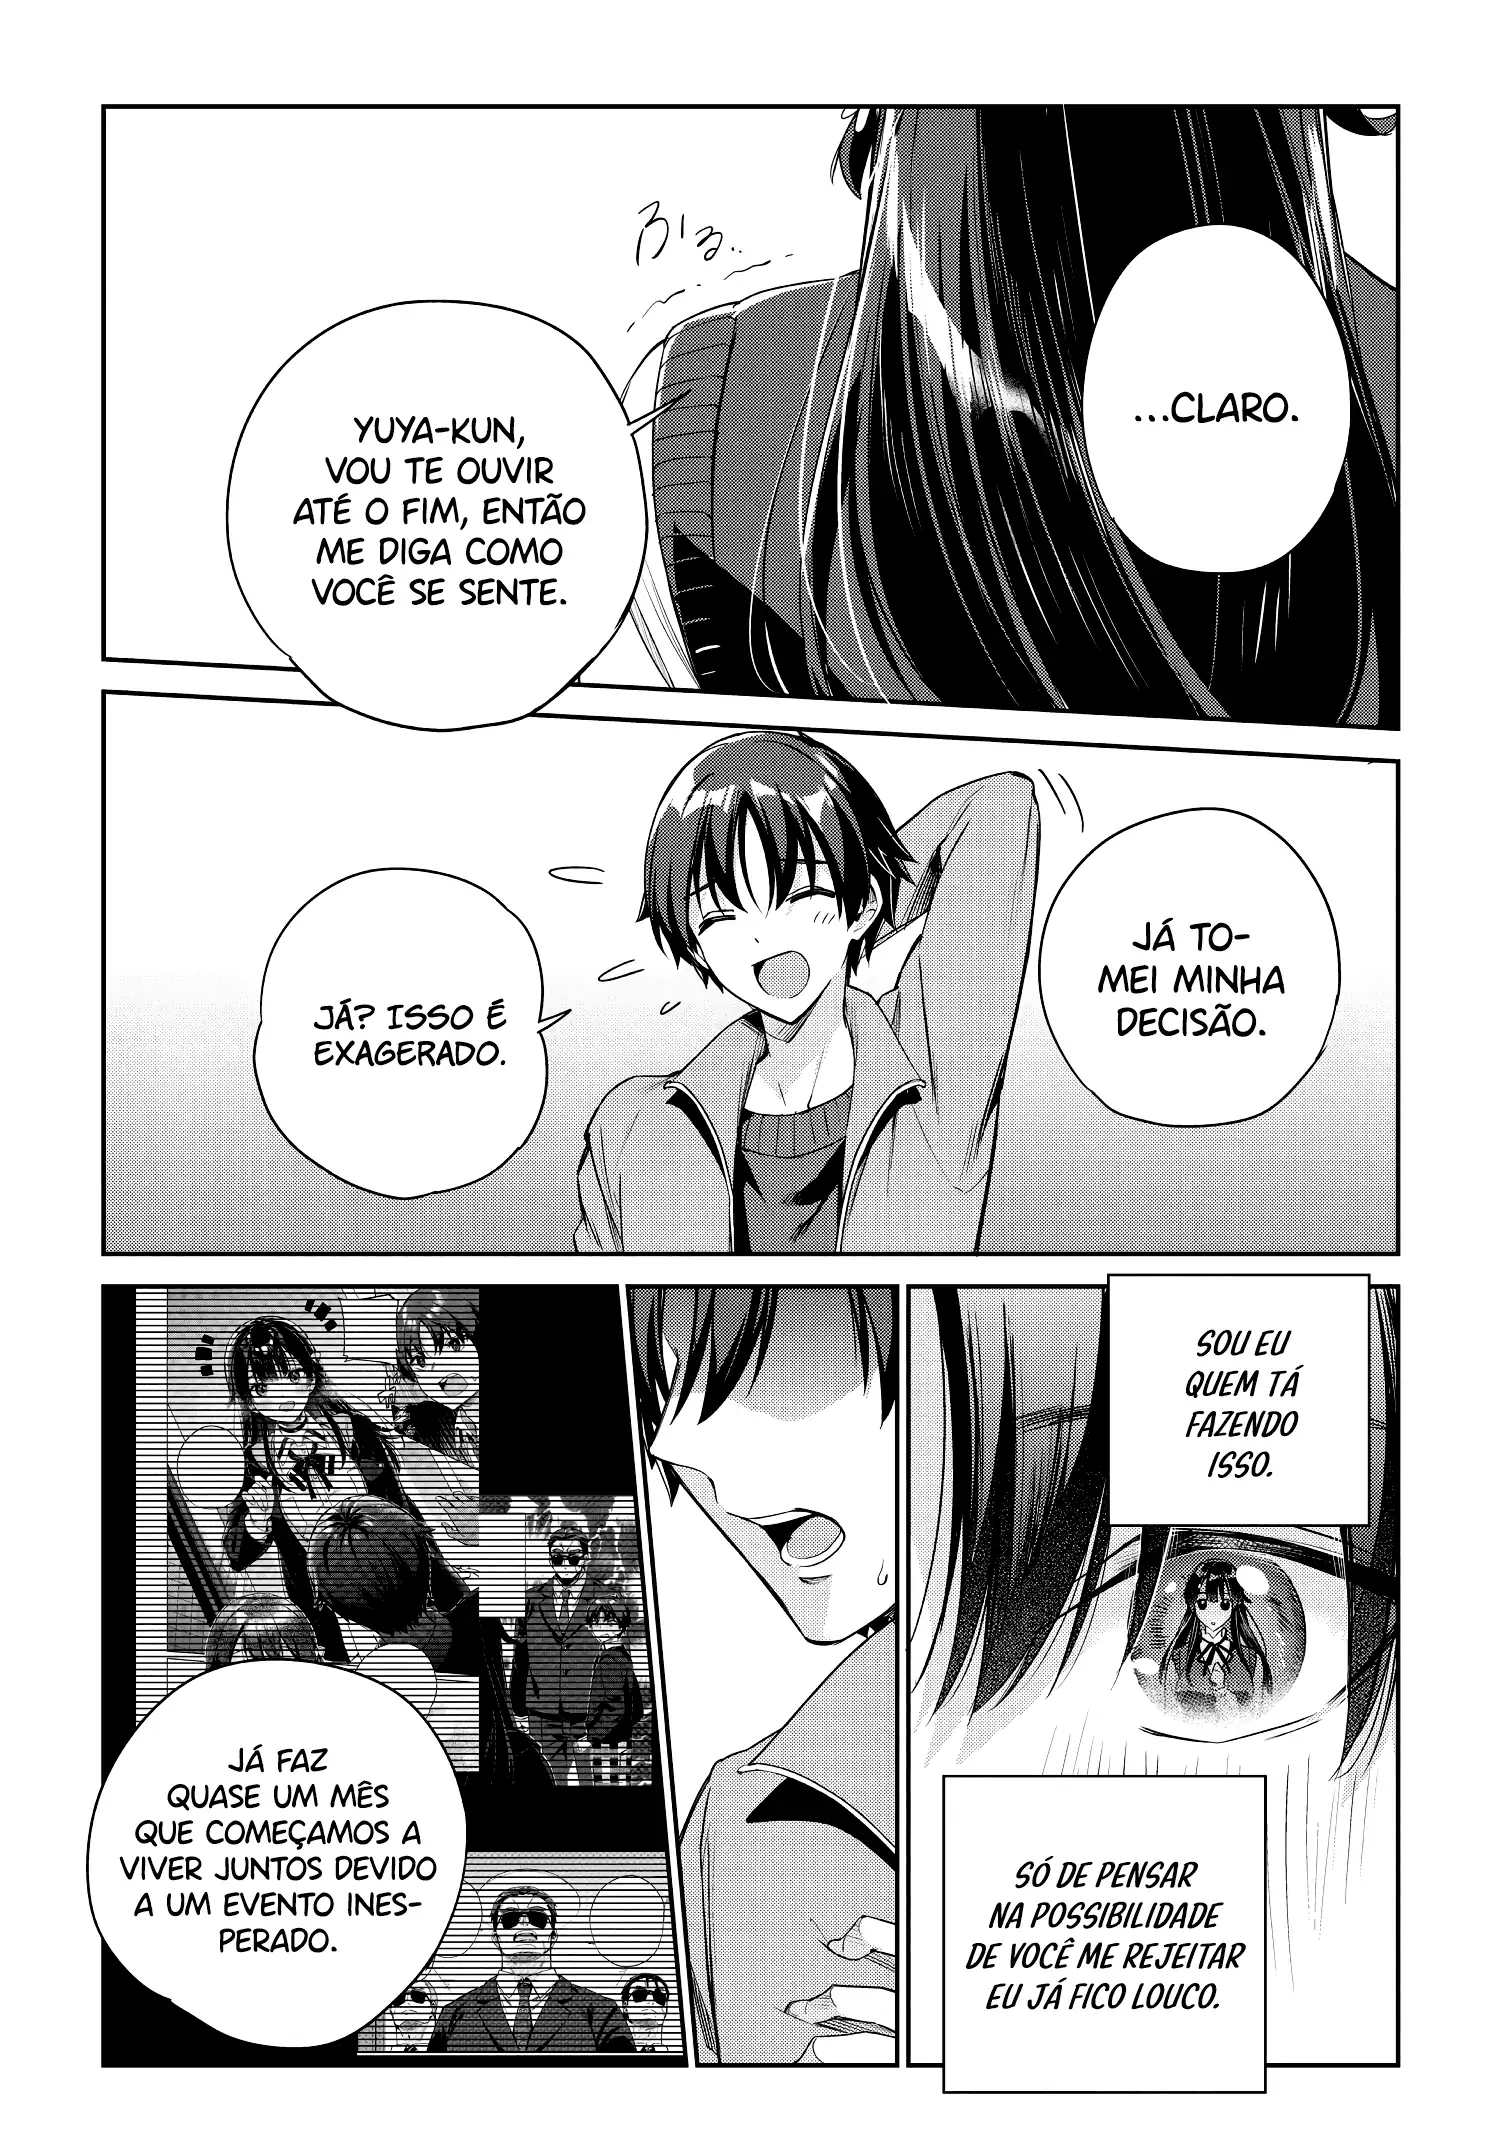 ...CLARO.
ふる..
YUYA-KUN,
VOU TE OUVIR
ATÉ O FIM, ENTÃO
ME DIGA COMO
VOCÊ SE SENTE.
JÁ TO-
MEI MINHA
DECISÃO.
JÁ? ISSO É
EXAGERADO.
SOU EU
QUEM TÁ
FAZENDO
ISSO.
SÓ DE PENSAR
NA POSSIBILIDADE
DE VOCÊ ME REJEITAR
EU JÁ FICO LOUCO.
JÁ FAZ
QUASE UM MÊS
QUE COMEÇAMOS A
VIVER JUNTOS DEVIDO
A UM EVENTO INES-
PERADO.